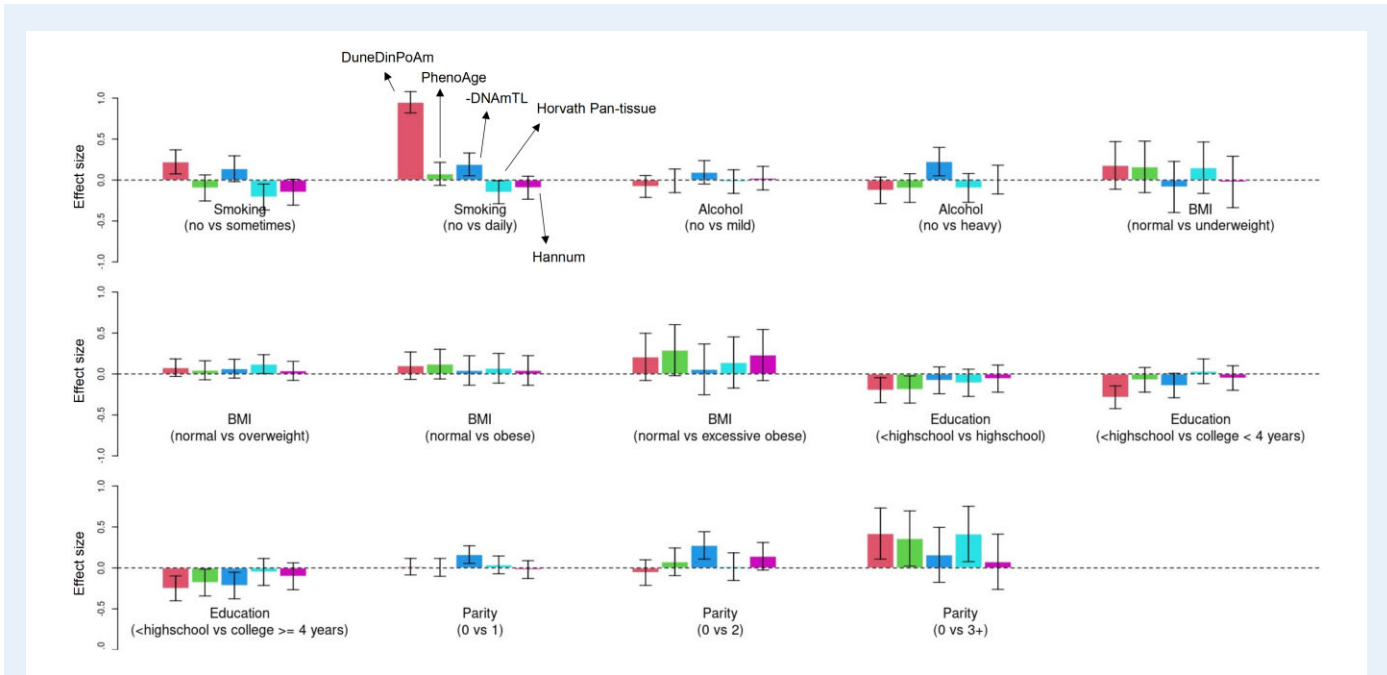 DuneDinPoAm
PhenoAge
-DNAmTL
Horvath Pan-tissue
Hannum
Effect size
1.0
0.5
0.0
-0.5
-1.0
Smoking
(no vs sometimes)
Smoking
(no vs daily)
Alcohol
(no vs mild)
Alcohol
(no vs heavy)
BMI
(normal vs underweight)
Effect size
1.0
0.5
0.0
-0.5
-1.0
BMI
(normal vs overweight)
BMI
(normal vs obese)
BMI
(normal vs excessive obese)
Education
(<highschool vs highschool)
Education
(<highschool vs college < 4 years)
Effect size
1.0
0.5
0.0
-0.5
.0
Education
(<highschool vs college >= 4 years)
Parity
(0 vs 1)
Parity
(0 vs 2)
Parity
(0 vs 3+)